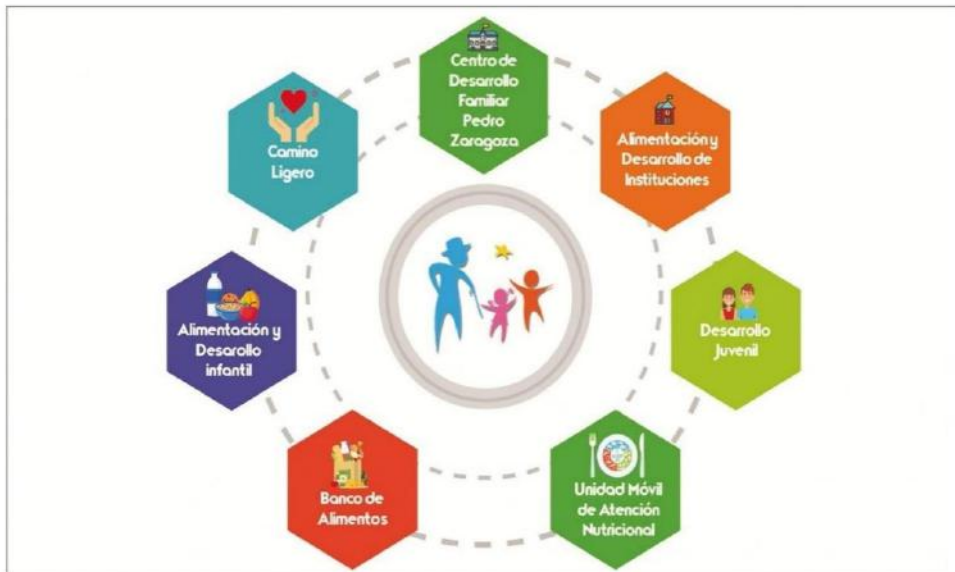 Centro de
Desarrollo
Familiar
Pedro
Zaragoza
Alimentación y
Desarrollo de
Instituciones
Desarrollo
Juvenil
Unidad Móvil
de Atención
Nutricional
Banco de
Alimentos
Alimentación y
Desarollo
infantil
Camino
Ligero